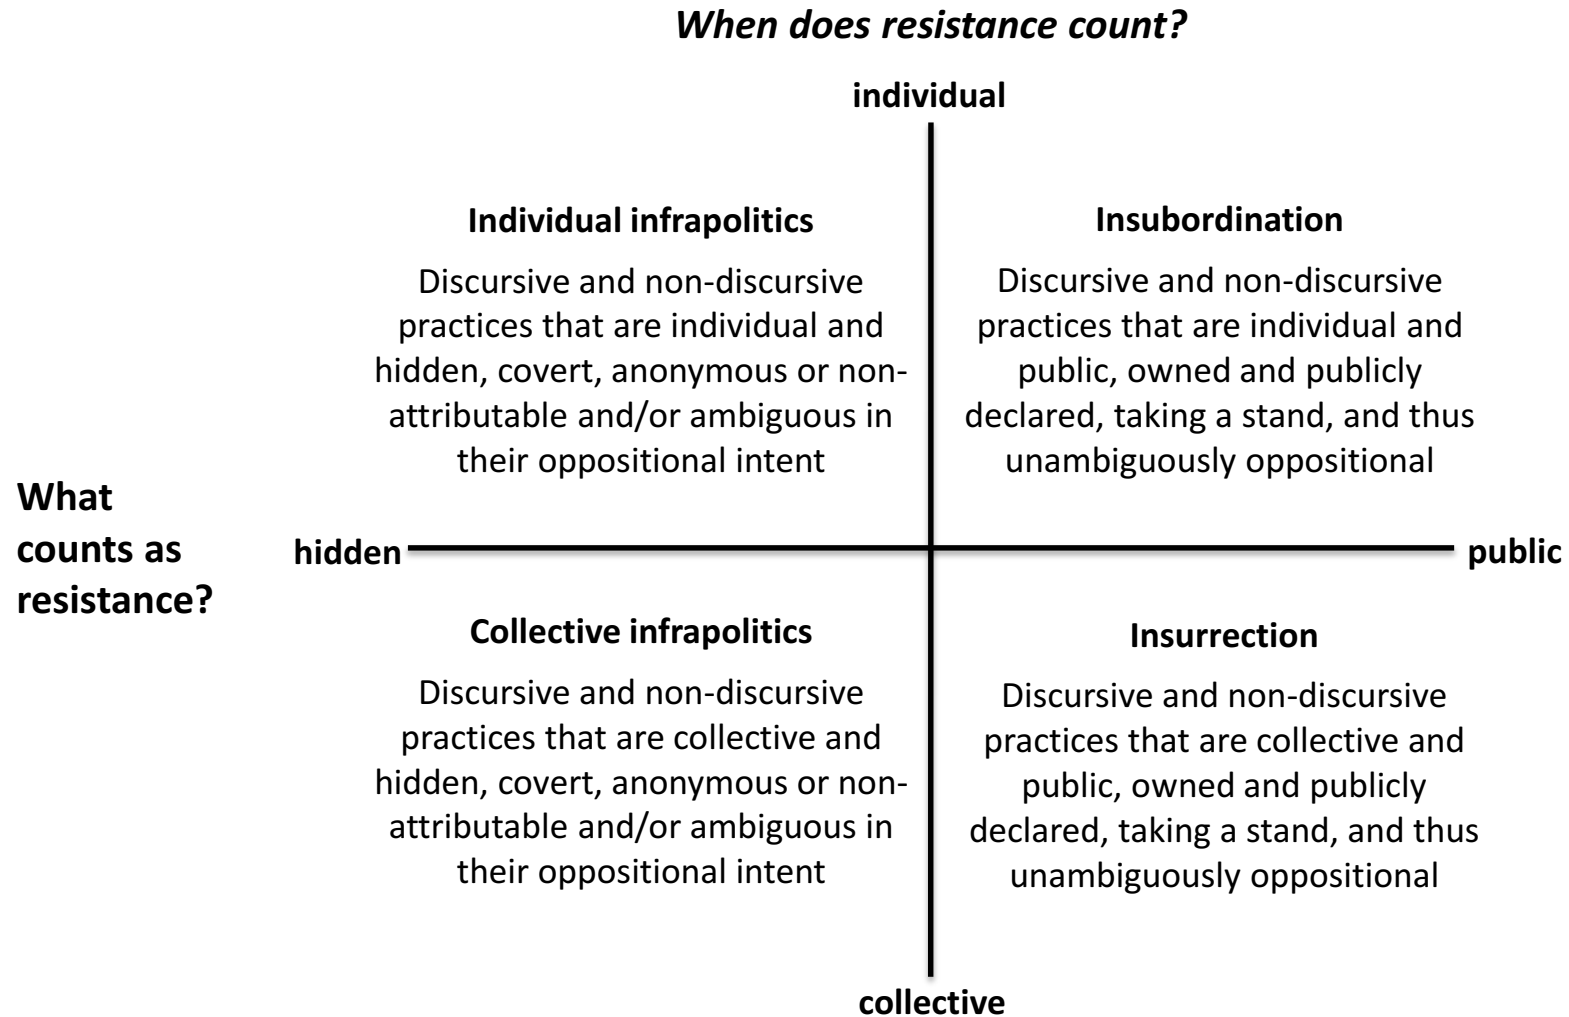 When does resistance count?
individual
Individual infrapolitics
Discursive and non-discursive
practices that are individual and
hidden, covert, anonymous or non-
attributable and/or ambiguous in
their oppositional intent
Insubordination
Discursive and non-discursive
practices that are individual and
public, owned and publicly
declared, taking a stand, and thus
unambiguously oppositional
What
counts as
resistance?
hidden
public
Collective infrapolitics
Discursive and non-discursive
practices that are collective and
hidden, covert, anonymous or non-
attributable and/or ambiguous in
their oppositional intent
Insurrection
Discursive and non-discursive
practices that are collective and
public, owned and publicly
declared, taking a stand, and thus
unambiguously oppositional
collective